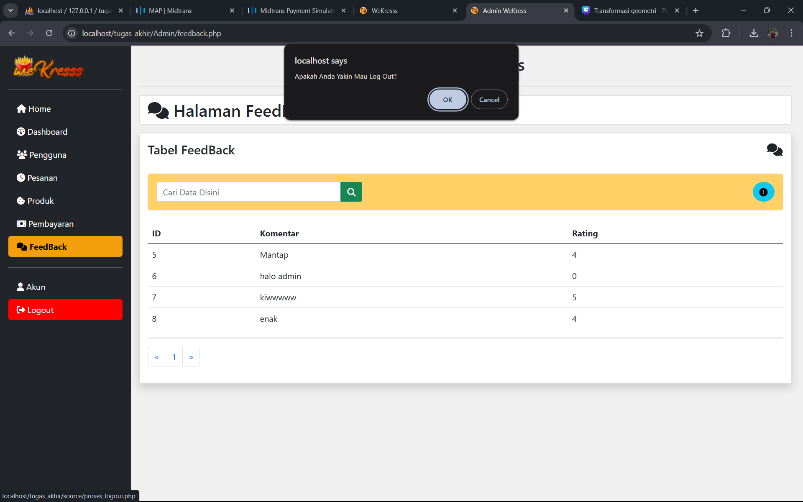 localhost / 127.0.0.1 / tuga
MAP | Midtrans
Midtrans Payment Simulat
WeKresss
Admin WeKress
Transformasi geometri
localhost/tugas_akhir/Admin/feedback.php
localhost says
Apakah Anda Yakin Mau Log Out?
OK
Cancel
weKresss
s
Home
Dashboard
Pengguna
Pesanan
Produk
Pembayaran
FeedBack
Akun
Logout
Halaman Feed
Tabel FeedBack
Cari Data Disini
ID Komentar Rating
5 Mantap 4
6 halo admin 0
7 kiwwwww 5
8 enak 4
« 1 »
localhost/tugas_akhir/source/proses_logout.php